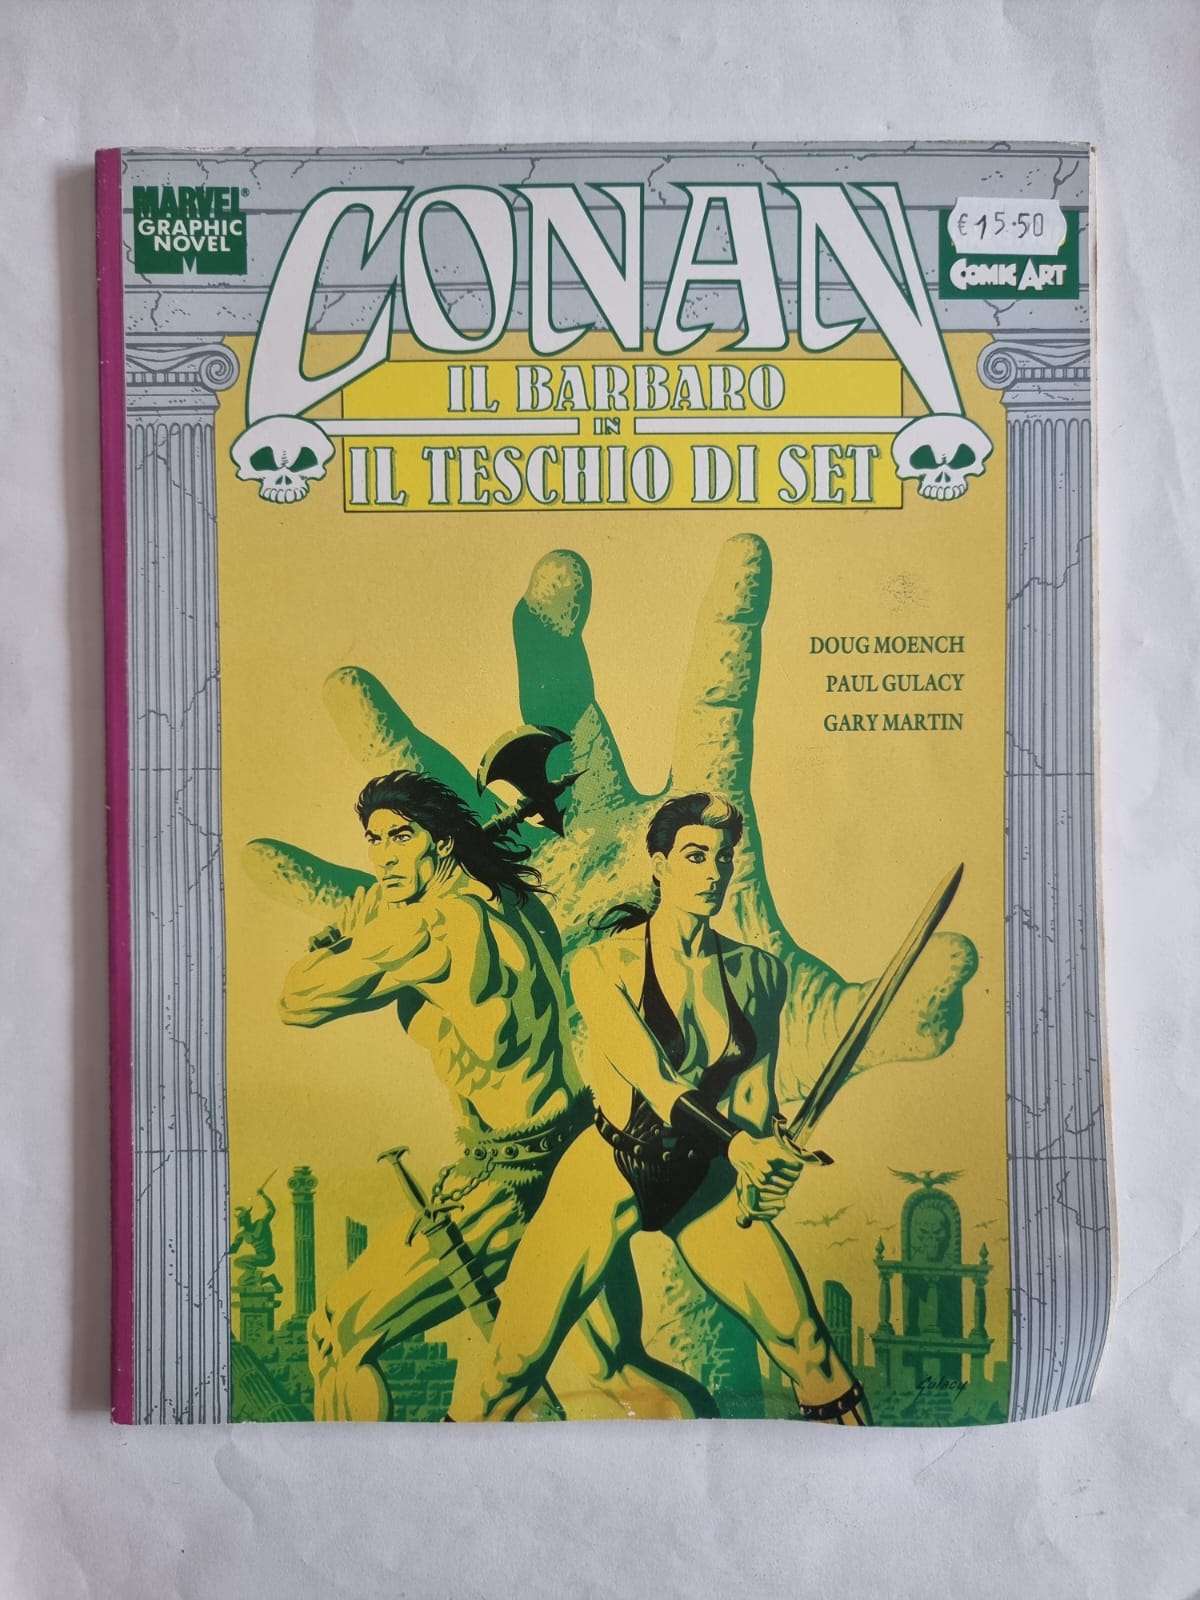 MARVEL®
GRAPHIC
NOVEL
M
CONAN
€15.50
COMIC ART
IL BARBARO
IN
IL TESCHIO DI SET
DOUG MOENCH
PAUL GULACY
GARY MARTIN
Gulacy